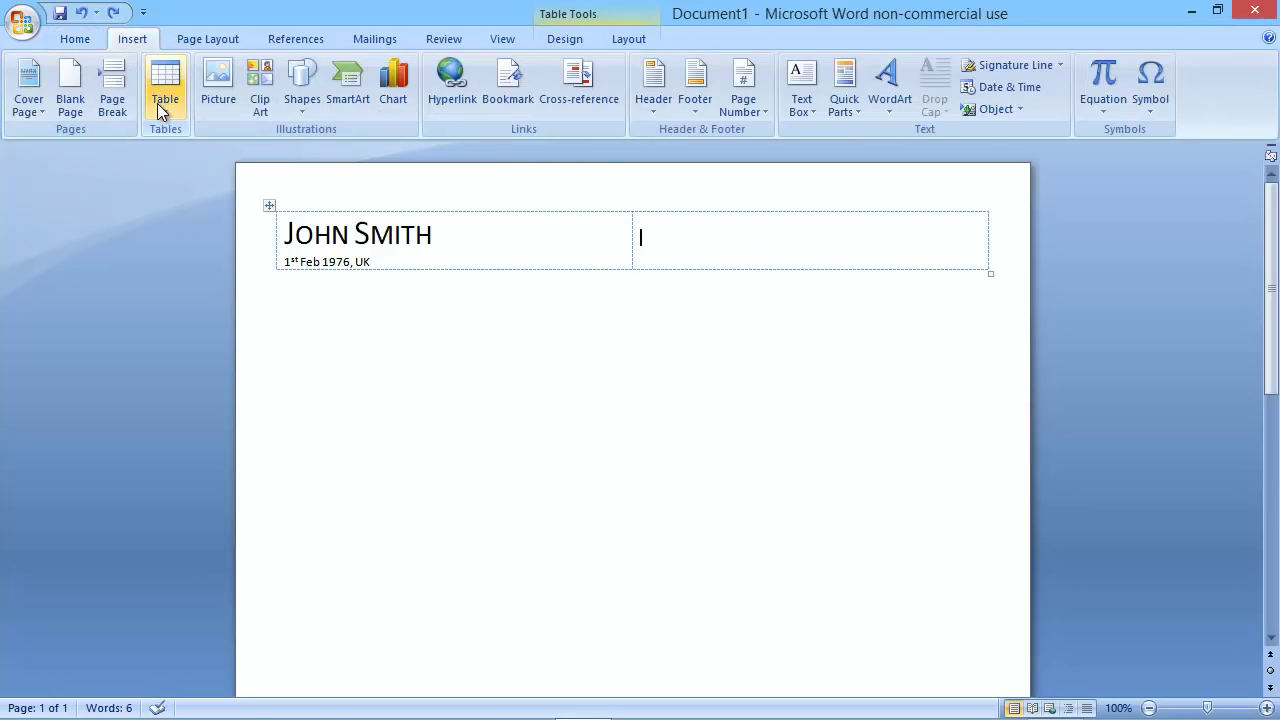 Table Tools
Document1 - Microsoft Word non-commercial use
Home Insert Page Layout References Mailings Review View Design Layout
Cover Page
Blank Page
Page Break
Table
Picture
Clip Art
Shapes
SmartArt
Chart
Hyperlink
Bookmark
Cross-reference
Header
Footer
Page Number
Text Box
Quick Parts
WordArt
Drop Cap
Signature Line
Date & Time
Object
Equation
Symbol
Pages Tables Illustrations Links Header & Footer Text Symbols
JOHN SMITH
1st Feb 1976, UK
Page: 1 of 1 Words: 6 100%